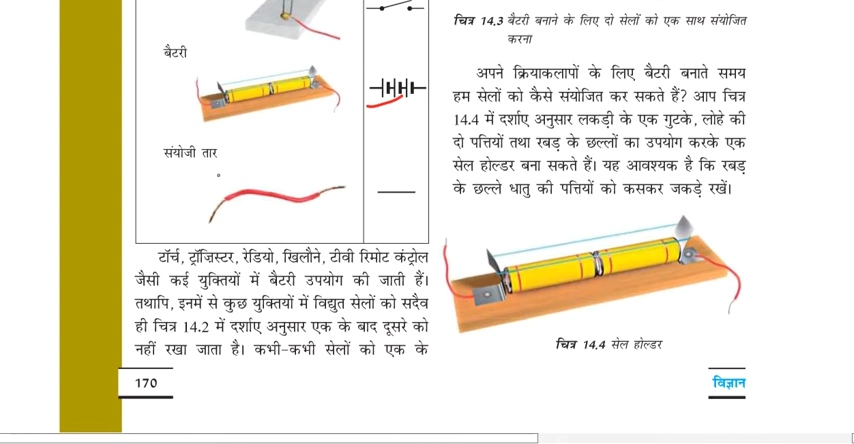 बैटरी
संयोजी तार
टॉर्च, ट्रांजिस्टर, रेडियो, खिलौने, टीवी रिमोट कंट्रोल
जैसी कई युक्तियों में बैटरी उपयोग की जाती हैं।
तथापि, इनमें से कुछ युक्तियों में विद्युत सेलों को सदैव
ही चित्र 14.2 में दर्शाए अनुसार एक के बाद दूसरे को
नहीं रखा जाता है। कभी-कभी सेलों को एक के
चित्र 14.3 बैटरी बनाने के लिए दो सेलों को एक साथ संयोजित
करना
अपने क्रियाकलापों के लिए बैटरी बनाते समय
हम सेलों को कैसे संयोजित कर सकते हैं? आप चित्र
14.4 में दर्शाए अनुसार लकड़ी के एक गुटके, लोहे की
दो पत्तियों तथा रबड़ के छल्लों का उपयोग करके एक
सेल होल्डर बना सकते हैं। यह आवश्यक है कि रबड़
के छल्ले धातु की पत्तियों को कसकर जकड़े रखें।
चित्र 14.4 सेल होल्डर
170
विज्ञान